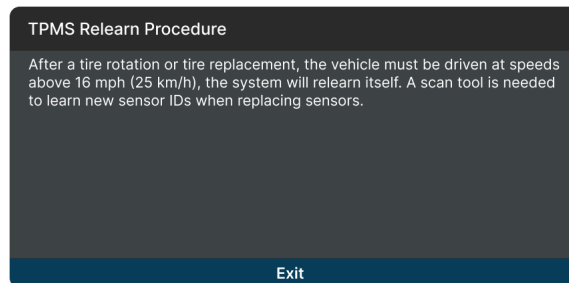 TPMS Relearn Procedure
After a tire rotation or tire replacement, the vehicle must be driven at speeds
above 16 mph (25 km/h), the system will relearn itself. A scan tool is needed
to learn new sensor IDs when replacing sensors.
Exit